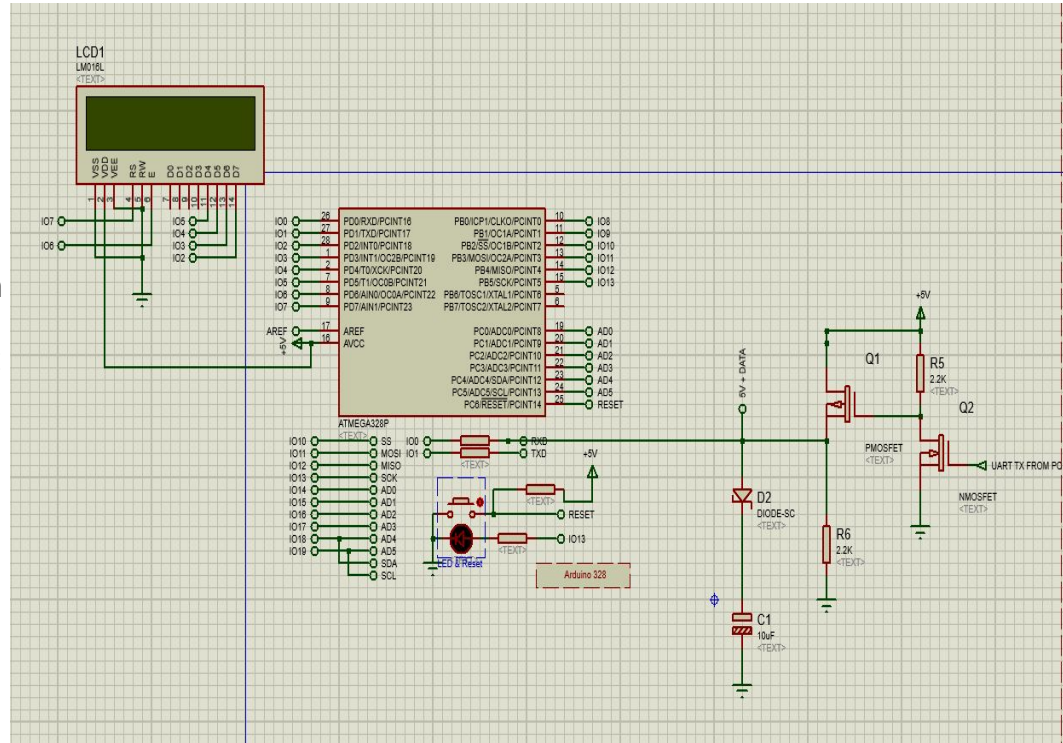 LCD1
LM016L
<TEXT>
VSS VDD VEE RS RW E D0 D1 D2 D3 D4 D5 D6 D7
1 2 3 4 5 6 7 8 9 10 11 12 13 14
IO7
IO6
IO5
IO4
IO3
IO2
IO0 26 PD0/RXD/PCINT16
IO1 27 PD1/TXD/PCINT17
IO2 28 PD2/INT0/PCINT18
IO3 1 PD3/INT1/OC2B/PCINT19
IO4 2 PD4/T0/XCK/PCINT20
IO5 7 PD5/T1/OC0B/PCINT21
IO6 8 PD6/AIN0/OC0A/PCINT22
IO7 9 PD7/AIN1/PCINT23
AREF 17 AREF
+5V 16 AVCC
PB0/ICP1/CLKO/PCINT0 10 IO8
PB1/OC1A/PCINT1 11 IO9
PB2/SS/OC1B/PCINT2 12 IO10
PB3/MOSI/OC2A/PCINT3 13 IO11
PB4/MISO/PCINT4 14 IO12
PB5/SCK/PCINT5 15 IO13
PB6/TOSC1/XTAL1/PCINT6 5
PB7/TOSC2/XTAL2/PCINT7 6
PC0/ADC0/PCINT8 19 AD0
PC1/ADC1/PCINT9 20 AD1
PC2/ADC2/PCINT10 21 AD2
PC3/ADC3/PCINT11 22 AD3
PC4/ADC4/SDA/PCINT12 23 AD4
PC5/ADC5/SCL/PCINT13 24 AD5
PC6/RESET/PCINT14 25 RESET
ATMEGA328P
<TEXT>
IO10 SS
IO11 MOSI
IO12 MISO
IO13 SCK
IO14 AD0
IO15 AD1
IO16 AD2
IO17 AD3
IO18 AD4
IO19 AD5
SDA
SCL
IO0 RXD
IO1 TXD
<TEXT>
+5V
<TEXT>
RESET
IO13
<TEXT>
LED & Reset
Arduino 328
5V + DATA
D2
DIODE-SC
<TEXT>
C1
10uF
<TEXT>
+5V
Q1
PMOSFET
<TEXT>
R5
2.2K
<TEXT>
Q2
UART TX FROM PC
NMOSFET
<TEXT>
R6
2.2K
<TEXT>